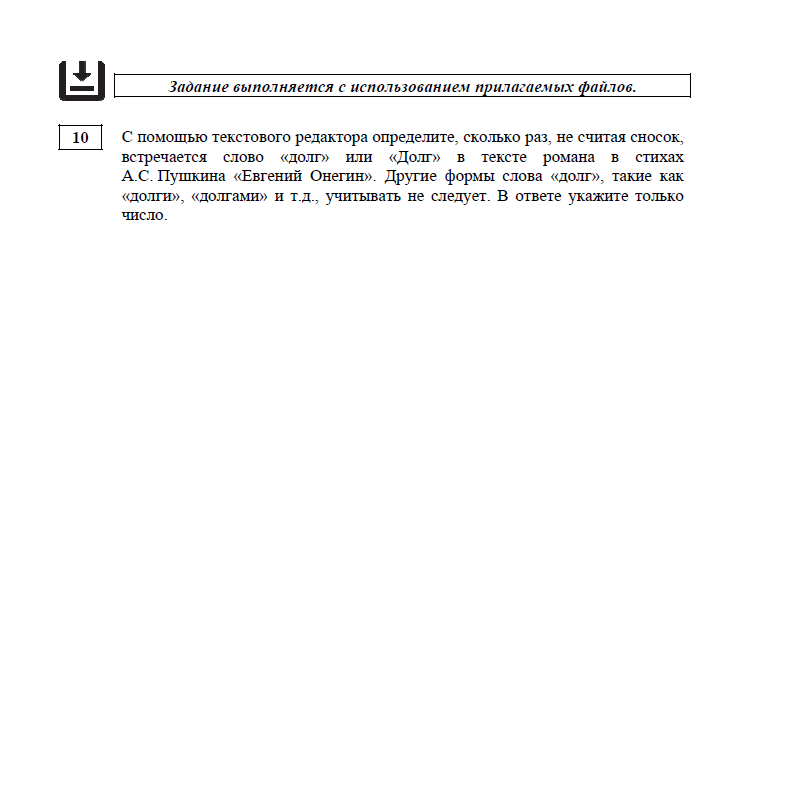 Задание выполняется с использованием прилагаемых файлов.
10
С помощью текстового редактора определите, сколько раз, не считая сносок,
встречается слово «долг» или «Долг» в тексте романа в стихах
А.С. Пушкина «Евгений Онегин». Другие формы слова «долг», такие как
«долги», «долгами» и т.д., учитывать не следует. В ответе укажите только
число.